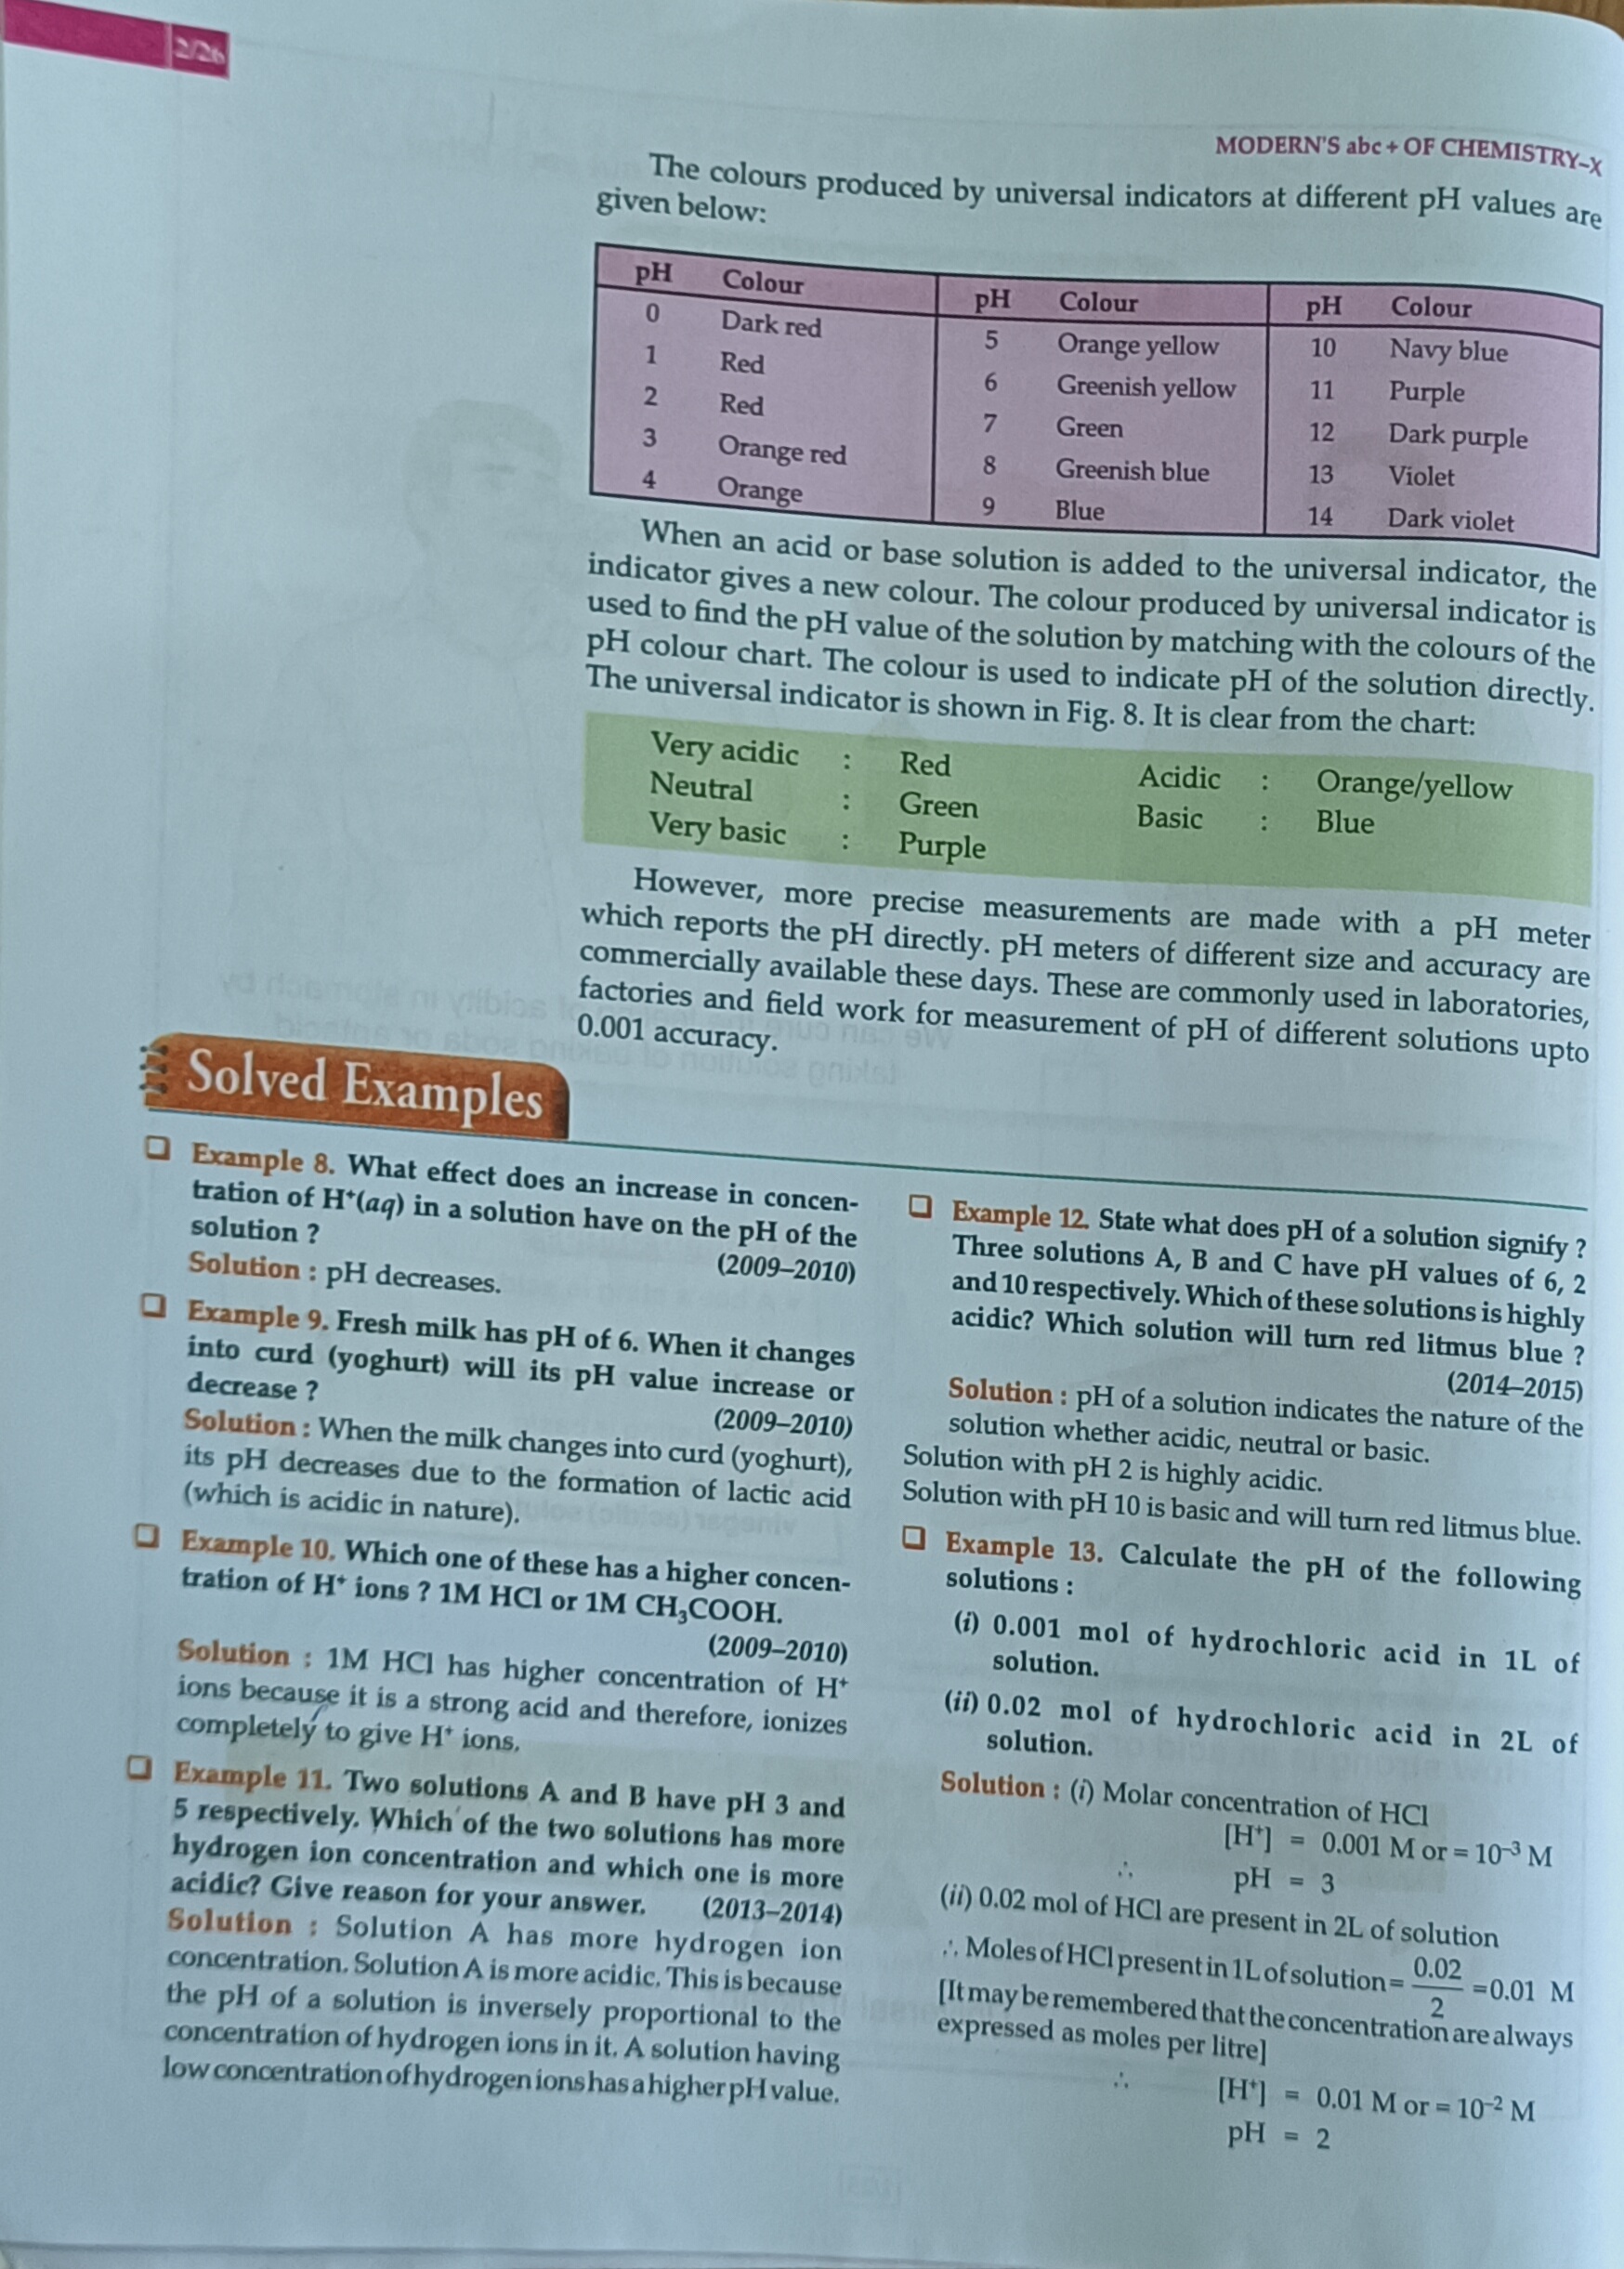 2/26
MODERN'S abc + OF CHEMISTRY–X
The colours produced by universal indicators at different pH values are
given below:
pH Colour pH Colour pH Colour
0 Dark red 5 Orange yellow 10 Navy blue
1 Red 6 Greenish yellow 11 Purple
2 Red 7 Green 12 Dark purple
3 Orange red 8 Greenish blue 13 Violet
4 Orange 9 Blue 14 Dark violet
When an acid or base solution is added to the universal indicator, the
indicator gives a new colour. The colour produced by universal indicator is
used to find the pH value of the solution by matching with the colours of the
pH colour chart. The colour is used to indicate pH of the solution directly.
The universal indicator is shown in Fig. 8. It is clear from the chart:
Very acidic : Red Acidic : Orange/yellow
Neutral : Green Basic : Blue
Very basic : Purple
However, more precise measurements are made with a pH meter
which reports the pH directly. pH meters of different size and accuracy are
commercially available these days. These are commonly used in laboratories,
factories and field work for measurement of pH of different solutions upto
0.001 accuracy.
Solved Examples
❑ Example 8. What effect does an increase in concen-
tration of H⁺(aq) in a solution have on the pH of the
solution ? (2009–2010)
Solution : pH decreases.
❑ Example 9. Fresh milk has pH of 6. When it changes
into curd (yoghurt) will its pH value increase or
decrease ? (2009–2010)
Solution : When the milk changes into curd (yoghurt),
its pH decreases due to the formation of lactic acid
(which is acidic in nature).
❑ Example 10. Which one of these has a higher concen-
tration of H⁺ ions ? 1M HCl or 1M CH₃COOH.
(2009–2010)
Solution : 1M HCl has higher concentration of H⁺
ions because it is a strong acid and therefore, ionizes
completely to give H⁺ ions.
❑ Example 11. Two solutions A and B have pH 3 and
5 respectively. Which of the two solutions has more
hydrogen ion concentration and which one is more
acidic? Give reason for your answer. (2013–2014)
Solution : Solution A has more hydrogen ion
concentration. Solution A is more acidic. This is because
the pH of a solution is inversely proportional to the
concentration of hydrogen ions in it. A solution having
low concentration of hydrogen ions has a higher pH value.
❑ Example 12. State what does pH of a solution signify ?
Three solutions A, B and C have pH values of 6, 2
and 10 respectively. Which of these solutions is highly
acidic? Which solution will turn red litmus blue ?
(2014–2015)
Solution : pH of a solution indicates the nature of the
solution whether acidic, neutral or basic.
Solution with pH 2 is highly acidic.
Solution with pH 10 is basic and will turn red litmus blue.
❑ Example 13. Calculate the pH of the following
solutions :
(i) 0.001 mol of hydrochloric acid in 1L of
solution.
(ii) 0.02 mol of hydrochloric acid in 2L of
solution.
Solution : (i) Molar concentration of HCl
[H⁺] = 0.001 M or = 10⁻³ M
∴ pH = 3
(ii) 0.02 mol of HCl are present in 2L of solution
∴ Moles of HCl present in 1L of solution = 0.02/2 = 0.01 M
[It may be remembered that the concentration are always
expressed as moles per litre]
∴ [H⁺] = 0.01 M or = 10⁻² M
pH = 2